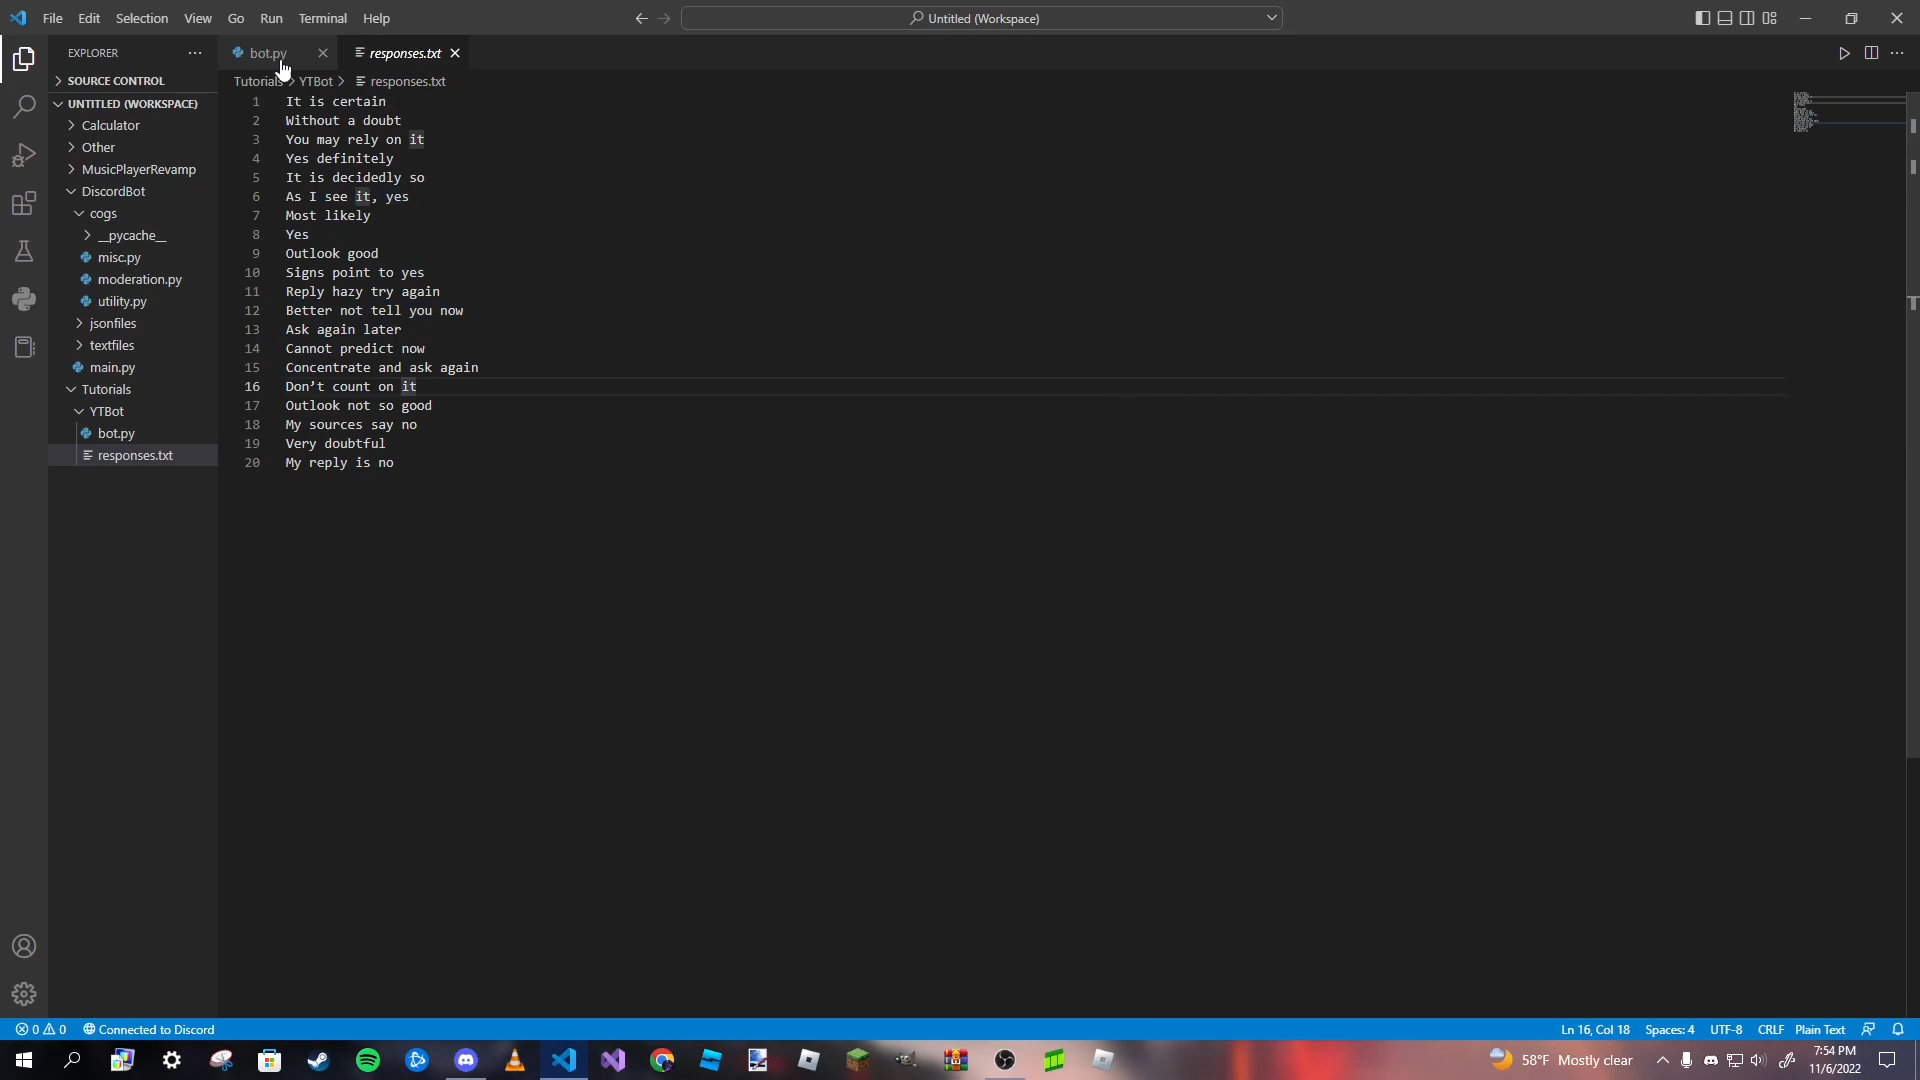 File Edit Selection View Go Run Terminal Help
Untitled (Workspace)
EXPLORER
SOURCE CONTROL
UNTITLED (WORKSPACE)
Calculator
Other
MusicPlayerRevamp
DiscordBot
cogs
__pycache__
misc.py
moderation.py
utility.py
jsonfiles
textfiles
main.py
Tutorials
YTBot
bot.py
responses.txt
bot.py
responses.txt
Tutorials > YTBot > responses.txt
1 It is certain
2 Without a doubt
3 You may rely on it
4 Yes definitely
5 It is decidedly so
6 As I see it, yes
7 Most likely
8 Yes
9 Outlook good
10 Signs point to yes
11 Reply hazy try again
12 Better not tell you now
13 Ask again later
14 Cannot predict now
15 Concentrate and ask again
16 Don’t count on it
17 Outlook not so good
18 My sources say no
19 Very doubtful
20 My reply is no
0 0 Connected to Discord
Ln 16, Col 18 Spaces: 4 UTF-8 CRLF Plain Text
58°F Mostly clear
7:54 PM
11/6/2022